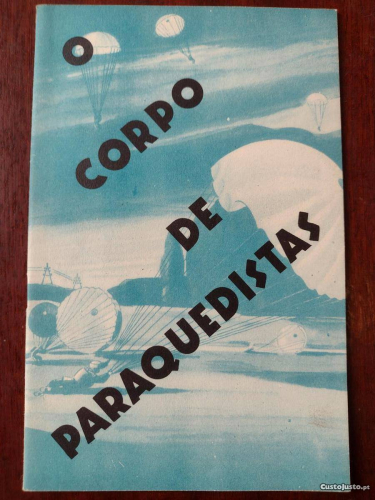 O
CORPO
DE
PARAQUEDISTAS
CustoJusto.pt